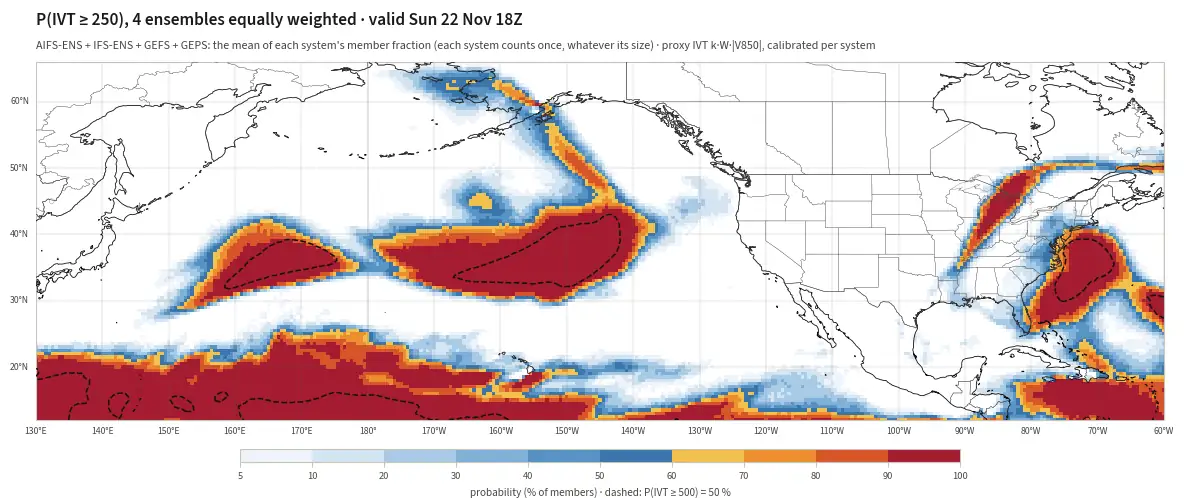 P(IVT ≥ 250), 4 ensembles equally weighted · valid Sun 22 Nov 18Z
AIFS-ENS + IFS-ENS + GEFS + GEPS: the mean of each system's member fraction (each system counts once, whatever its size) · proxy IVT k·W·|V850|, calibrated per system
60°N
50°N
40°N
30°N
20°N
130°E 140°E 150°E 160°E 170°E 180° 170°W 160°W 150°W 140°W 130°W 120°W 110°W 100°W 90°W 80°W 70°W 60°W
5 10 20 30 40 50 60 70 80 90 100
probability (% of members) · dashed: P(IVT ≥ 500) = 50 %